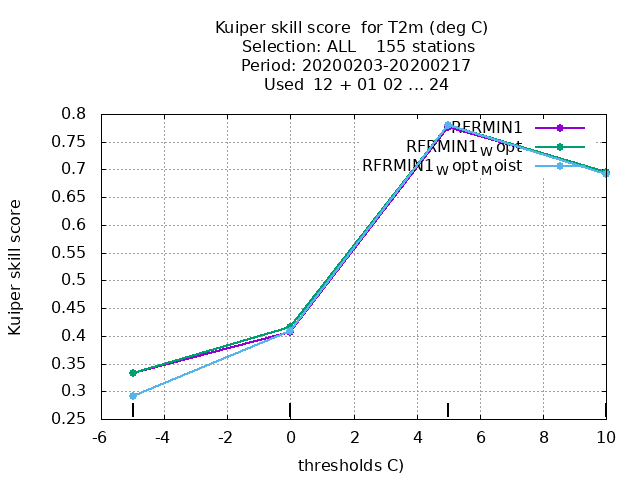 Kuiper skill score  for T2m (deg C)
Selection: ALL    155 stations
Period: 20200203-20200217
Used  12 + 01 02 ... 24
Kuiper skill score
0.8
0.75
0.7
0.65
0.6
0.55
0.5
0.45
0.4
0.35
0.3
0.25
RFRMIN1
RFRMIN1Wopt
RFRMIN1WoptMoist
-6 -4 -2 0 2 4 6 8 10
thresholds C)